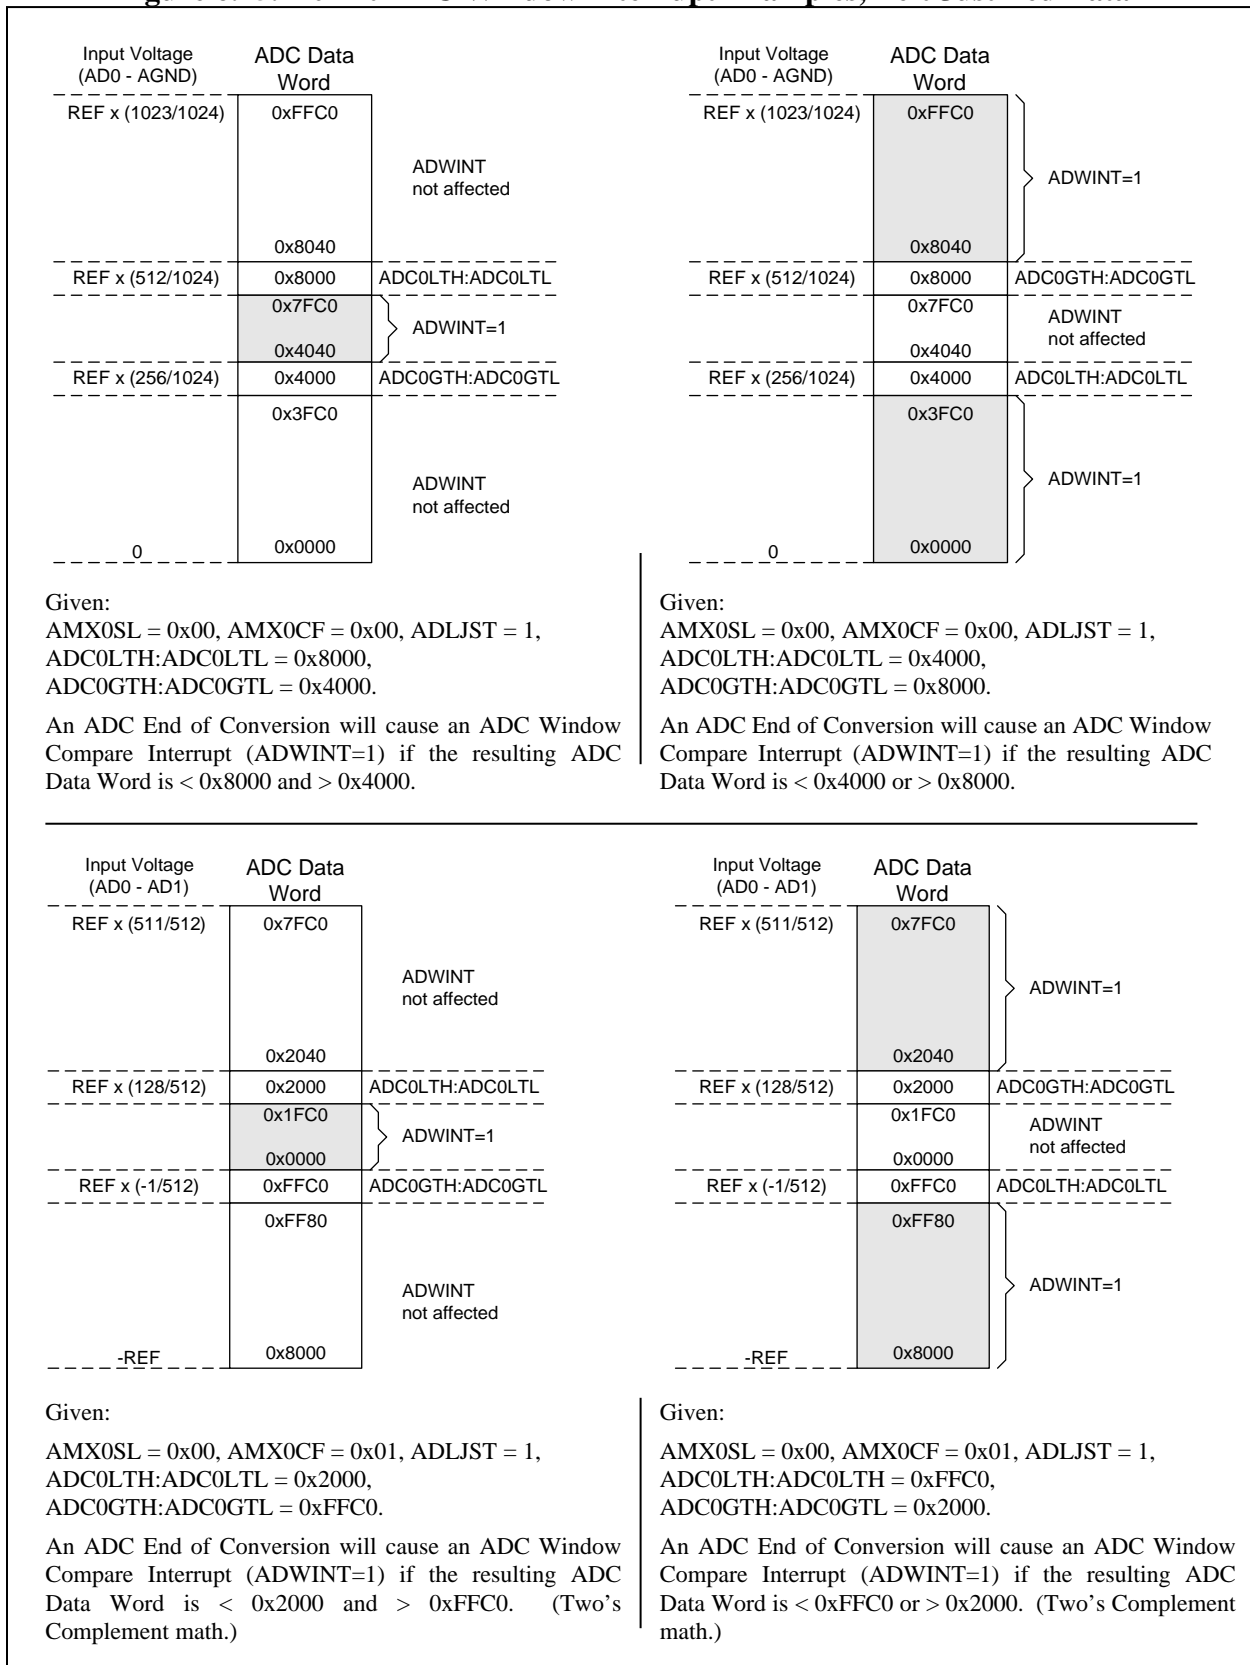 Input Voltage
(AD0 - AGND)
ADC Data
Word
REF x (1023/1024)
0xFFC0
ADWINT
not affected
0x8040
REF x (512/1024)
0x8000
ADC0LTH:ADC0LTL
0x7FC0
ADWINT=1
0x4040
REF x (256/1024)
0x4000
ADC0GTH:ADC0GTL
0x3FC0
ADWINT
not affected
0
0x0000
Given:
AMX0SL = 0x00, AMX0CF = 0x00, ADLJST = 1,
ADC0LTH:ADC0LTL = 0x8000,
ADC0GTH:ADC0GTL = 0x4000.
An ADC End of Conversion will cause an ADC Window
Compare Interrupt (ADWINT=1) if the resulting ADC
Data Word is < 0x8000 and > 0x4000.
Input Voltage
(AD0 - AGND)
ADC Data
Word
REF x (1023/1024)
0xFFC0
ADWINT=1
0x8040
REF x (512/1024)
0x8000
ADC0GTH:ADC0GTL
0x7FC0
ADWINT
not affected
0x4040
REF x (256/1024)
0x4000
ADC0LTH:ADC0LTL
0x3FC0
ADWINT=1
0
0x0000
Given:
AMX0SL = 0x00, AMX0CF = 0x00, ADLJST = 1,
ADC0LTH:ADC0LTL = 0x4000,
ADC0GTH:ADC0GTL = 0x8000.
An ADC End of Conversion will cause an ADC Window
Compare Interrupt (ADWINT=1) if the resulting ADC
Data Word is < 0x4000 or > 0x8000.
Input Voltage
(AD0 - AD1)
ADC Data
Word
REF x (511/512)
0x7FC0
ADWINT
not affected
0x2040
REF x (128/512)
0x2000
ADC0LTH:ADC0LTL
0x1FC0
ADWINT=1
0x0000
REF x (-1/512)
0xFFC0
ADC0GTH:ADC0GTL
0xFF80
ADWINT
not affected
-REF
0x8000
Given:
AMX0SL = 0x00, AMX0CF = 0x01, ADLJST = 1,
ADC0LTH:ADC0LTL = 0x2000,
ADC0GTH:ADC0GTL = 0xFFC0.
An ADC End of Conversion will cause an ADC Window
Compare Interrupt (ADWINT=1) if the resulting ADC
Data Word is < 0x2000 and > 0xFFC0. (Two's
Complement math.)
Input Voltage
(AD0 - AD1)
ADC Data
Word
REF x (511/512)
0x7FC0
ADWINT=1
0x2040
REF x (128/512)
0x2000
ADC0GTH:ADC0GTL
0x1FC0
ADWINT
not affected
0x0000
REF x (-1/512)
0xFFC0
ADC0LTH:ADC0LTL
0xFF80
ADWINT=1
-REF
0x8000
Given:
AMX0SL = 0x00, AMX0CF = 0x01, ADLJST = 1,
ADC0LTH:ADC0LTH = 0xFFC0,
ADC0GTH:ADC0GTL = 0x2000.
An ADC End of Conversion will cause an ADC Window
Compare Interrupt (ADWINT=1) if the resulting ADC
Data Word is < 0xFFC0 or > 0x2000. (Two's Complement
math.)